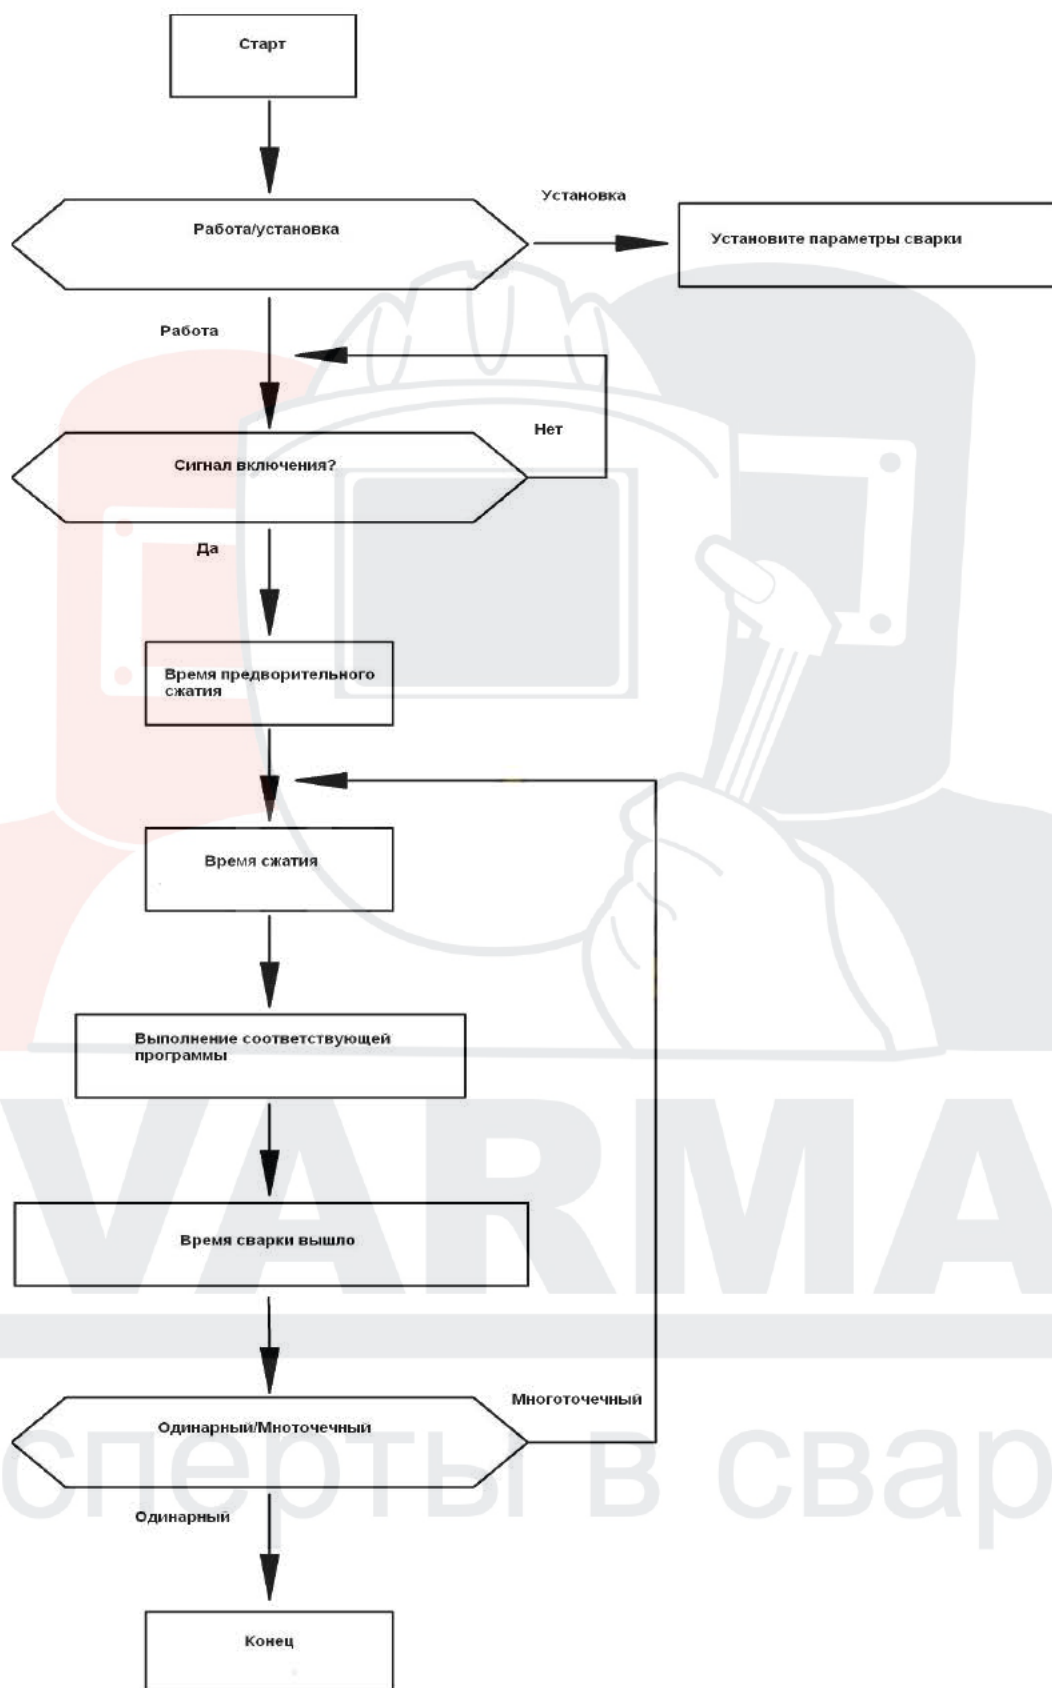 Старт
Установка
Работа/установка
Установите параметры сварки
Работа
Нет
Сигнал включения?
Да
Время предворительного
сжатия
Время сжатия
Выполнение соответствующей
программы
VARMA
Время сварки вышло
Многоточечный
Одинарный/Мноточечный
сперты в свар
Одинарный
Конец